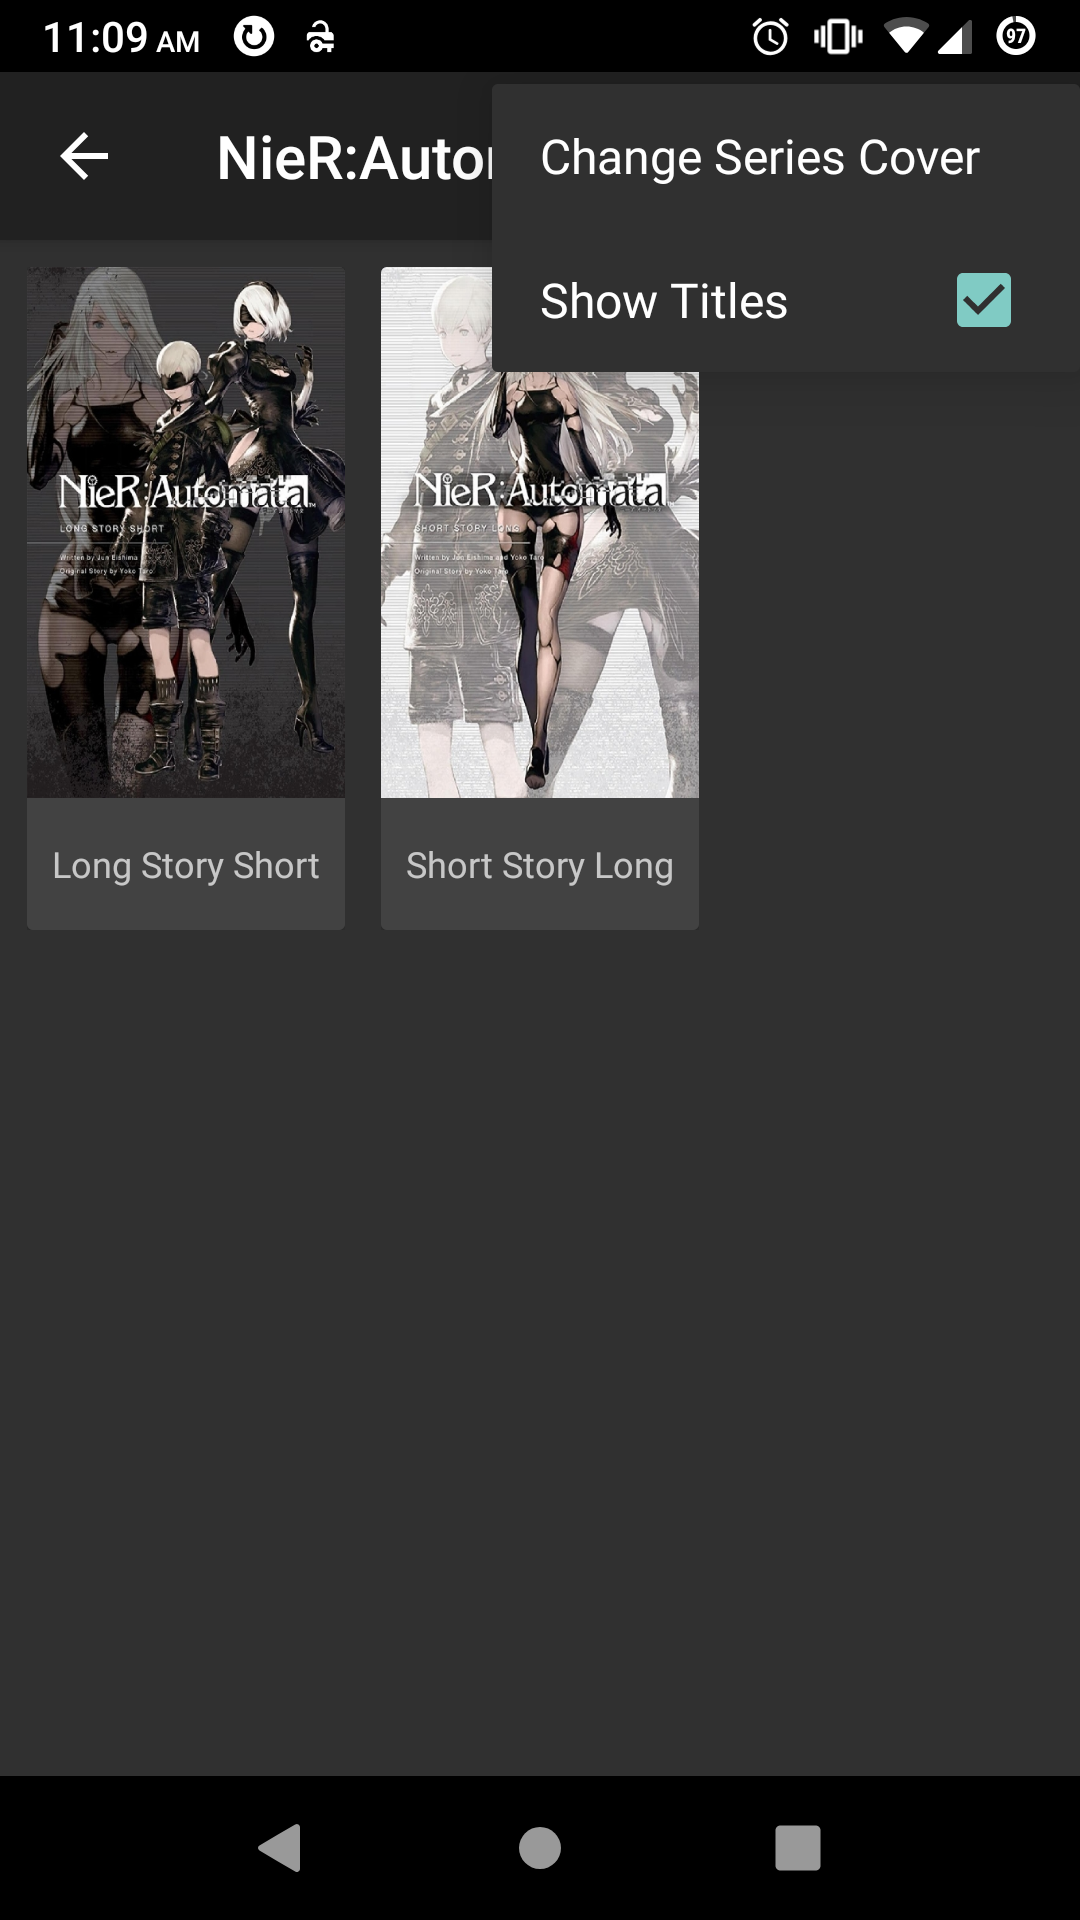 11:09 AM
97
NieR:Auto
Change Series Cover
Show Titles
NieR:Automata™
LONG STORY SHORT
Written by Jun Eishima
Original Story by Yoko Taro
NieR:Automata
SHORT STORY LONG
Written by Jun Eishima and Yoko Taro
Original Story by Yoko Taro
Long Story Short
Short Story Long